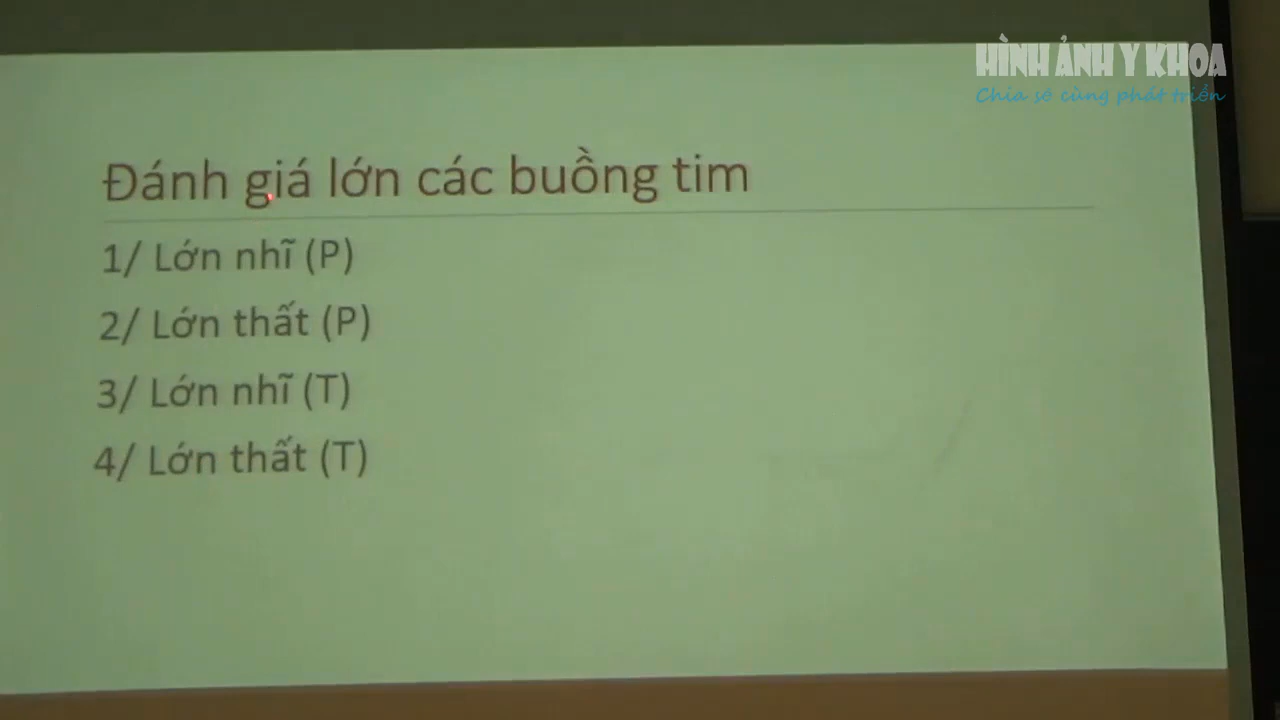 HÌNH ẢNH Y KHOA
Chia sẻ cùng phát triển
Đánh giá lớn các buồng tim
1/ Lớn nhĩ (P)
2/ Lớn thất (P)
3/ Lớn nhĩ (T)
4/ Lớn thất (T)